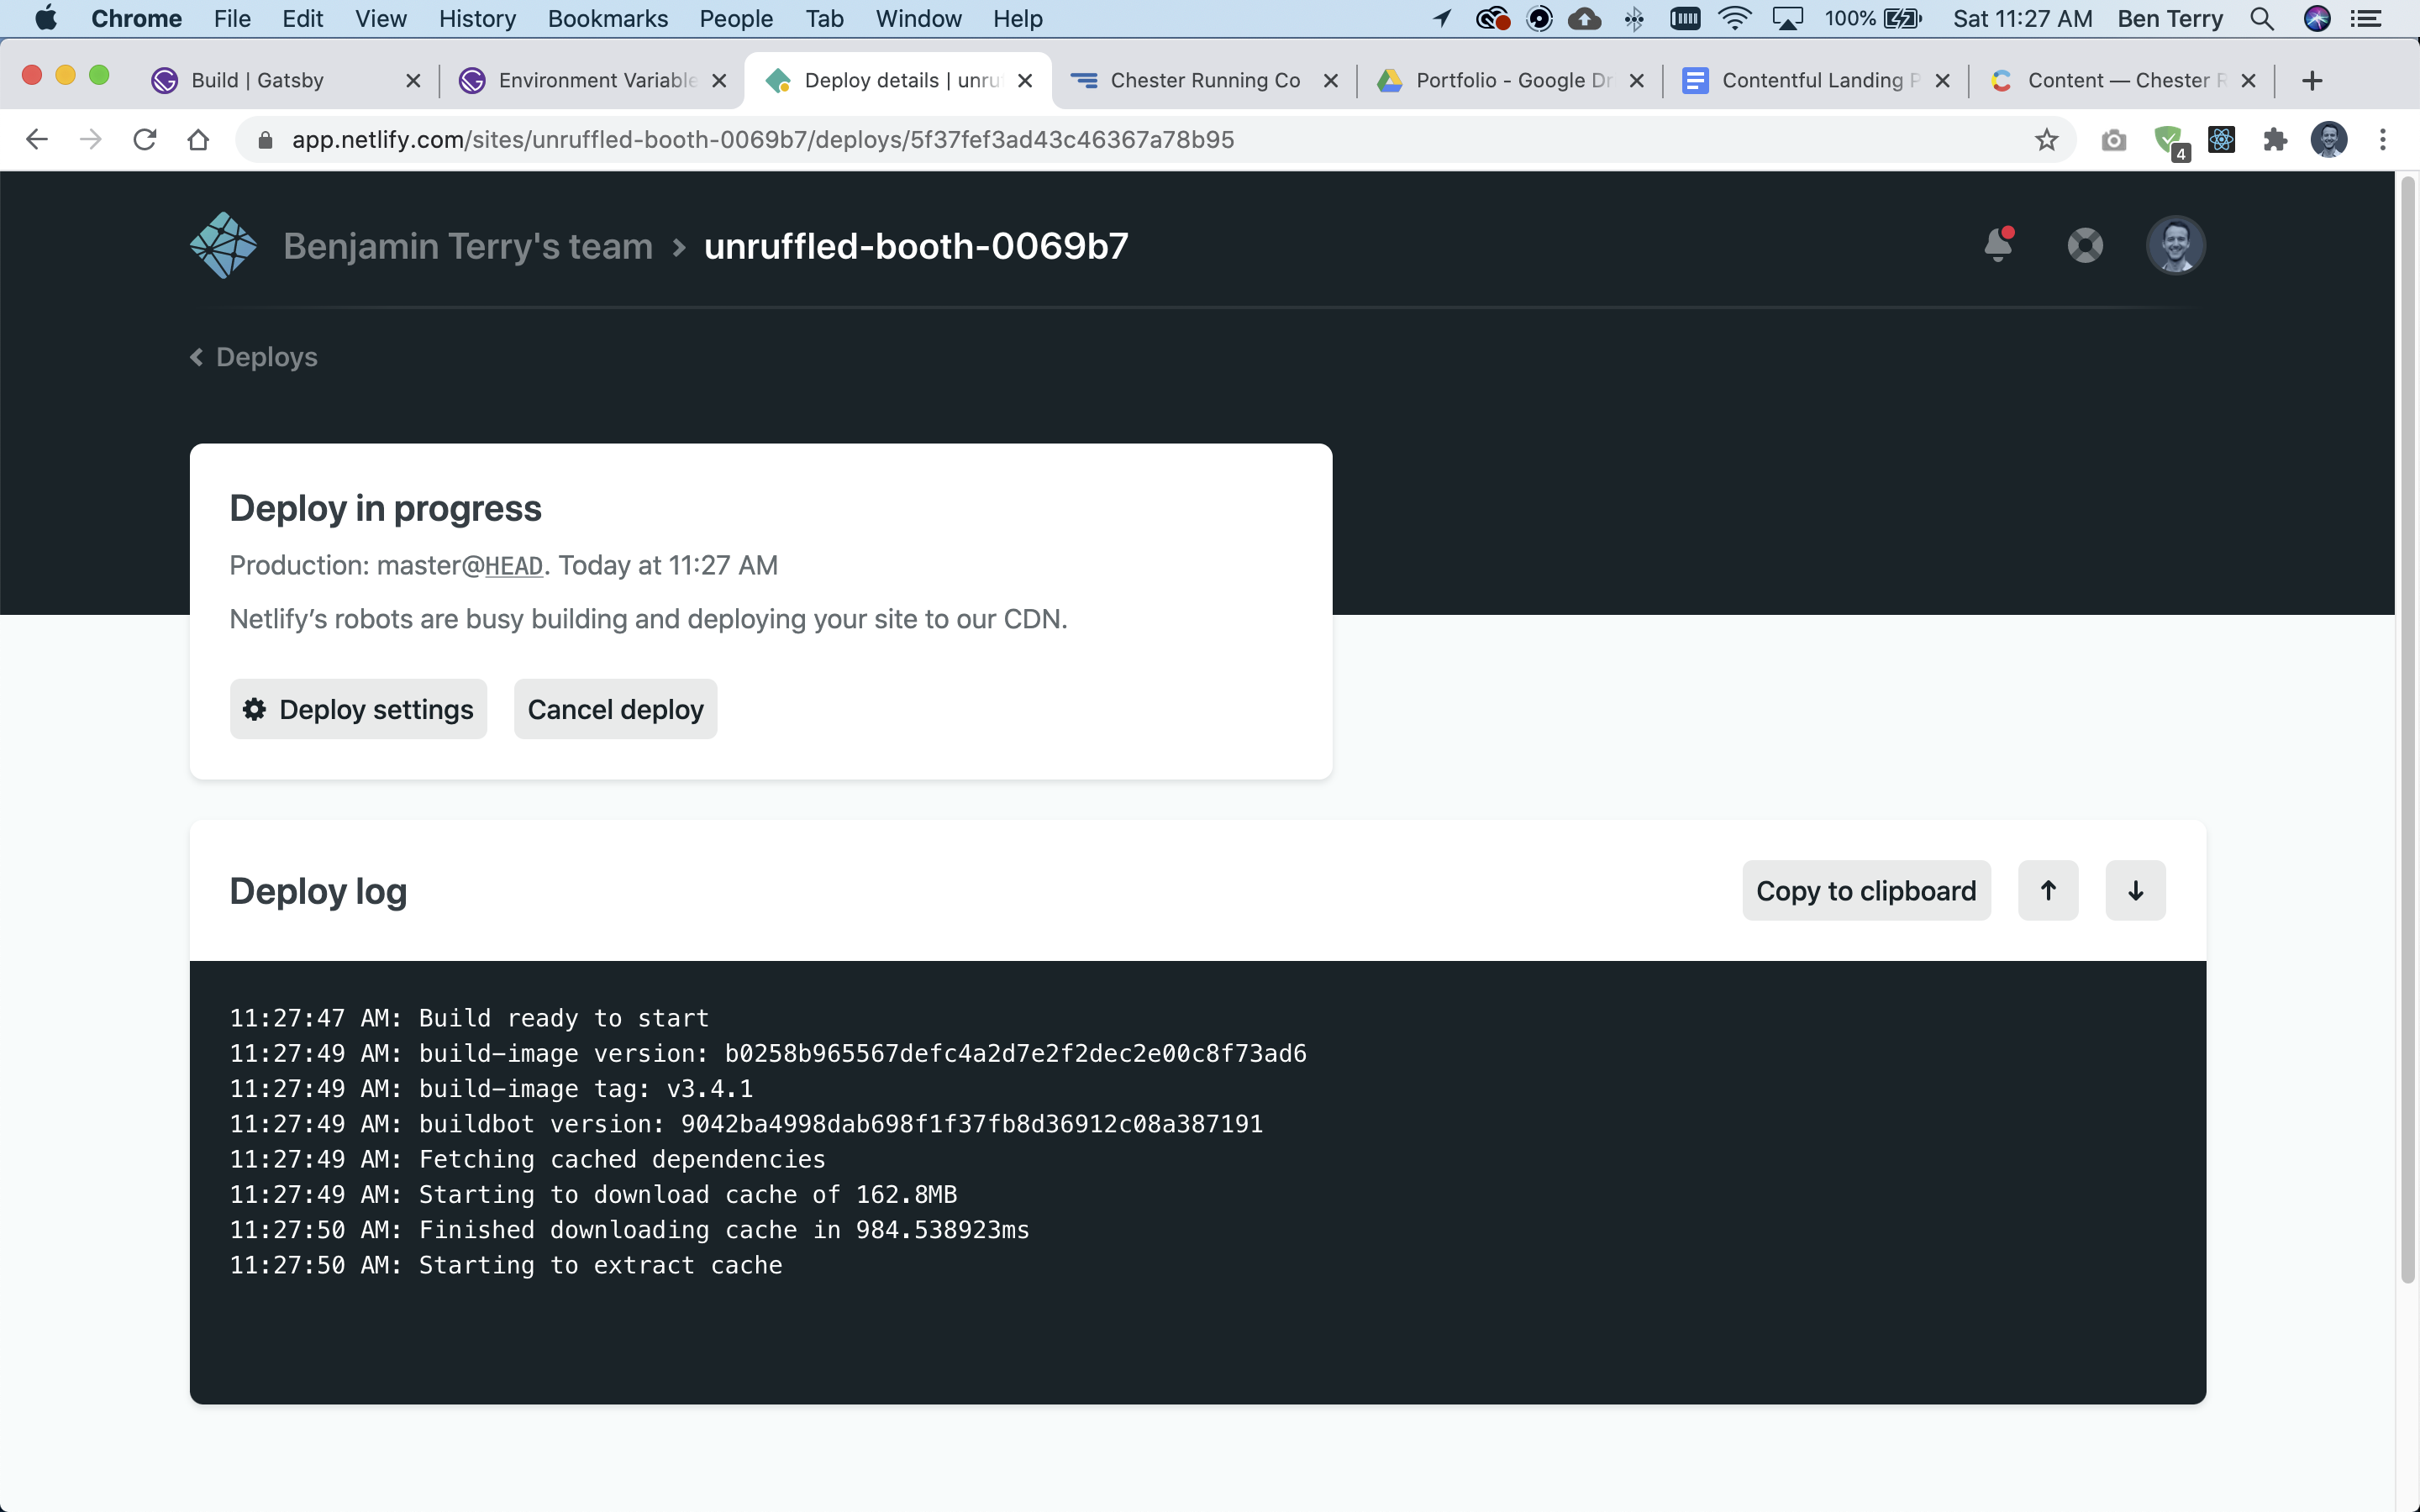 Chrome File Edit View History Bookmarks People Tab Window Help 100% Sat 11:27 AM Ben Terry
Build | Gatsby Environment Variable Deploy details | unru Chester Running Co Portfolio - Google Dr Contentful Landing P Content — Chester R
app.netlify.com/sites/unruffled-booth-0069b7/deploys/5f37fef3ad43c46367a78b95
4
Benjamin Terry's team > unruffled-booth-0069b7
Deploys
Deploy in progress
Production: master@HEAD. Today at 11:27 AM
Netlify’s robots are busy building and deploying your site to our CDN.
Deploy settings Cancel deploy
Deploy log Copy to clipboard ↑ ↓
11:27:47 AM: Build ready to start
11:27:49 AM: build-image version: b0258b965567defc4a2d7e2f2dec2e00c8f73ad6
11:27:49 AM: build-image tag: v3.4.1
11:27:49 AM: buildbot version: 9042ba4998dab698f1f37fb8d36912c08a387191
11:27:49 AM: Fetching cached dependencies
11:27:49 AM: Starting to download cache of 162.8MB
11:27:50 AM: Finished downloading cache in 984.538923ms
11:27:50 AM: Starting to extract cache